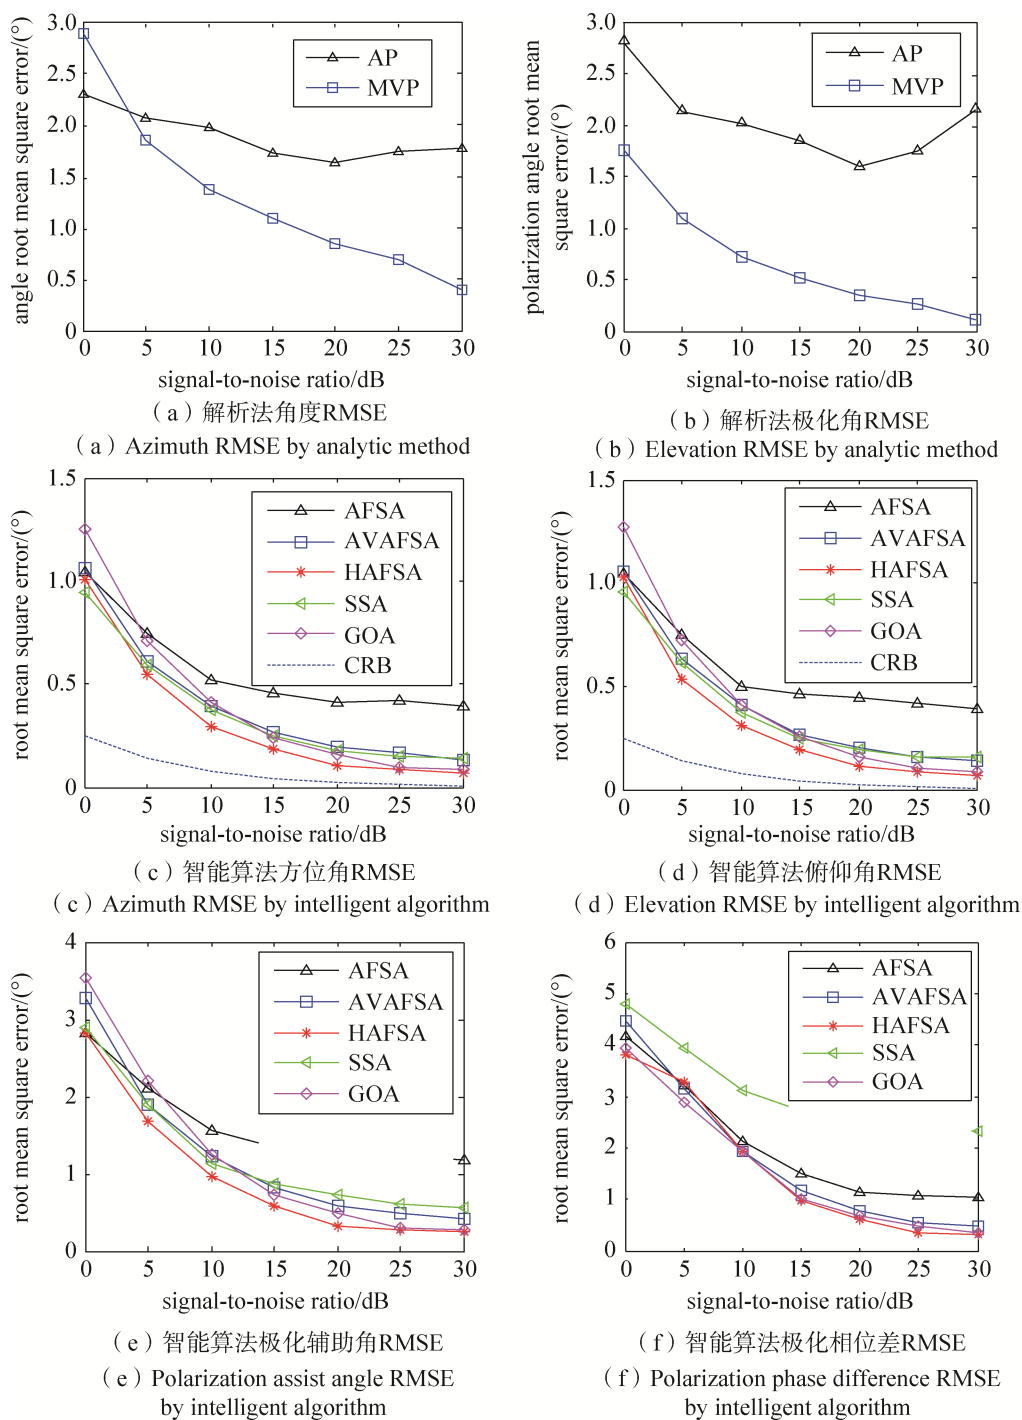 3.0
2.5
2.0
1.5
1.0
0.5
0
angle root mean square error/(°)
AP
MVP
0 5 10 15 20 25 30
signal-to-noise ratio/dB
（a）解析法角度RMSE
（a）Azimuth RMSE by analytic method
3.0
2.5
2.0
1.5
1.0
0.5
0
polarization angle root mean
square error/(°)
AP
MVP
0 5 10 15 20 25 30
signal-to-noise ratio/dB
（b）解析法极化角RMSE
（b）Elevation RMSE by analytic method
1.5
1.0
0.5
0
root mean square error/(°)
AFSA
AVAFSA
HAFSA
SSA
GOA
CRB
0 5 10 15 20 25 30
signal-to-noise ratio/dB
（c）智能算法方位角RMSE
（c）Azimuth RMSE by intelligent algorithm
1.5
1.0
0.5
0
root mean square error/(°)
AFSA
AVAFSA
HAFSA
SSA
GOA
CRB
0 5 10 15 20 25 30
signal-to-noise ratio/dB
（d）智能算法俯仰角RMSE
（d）Elevation RMSE by intelligent algorithm
4
3
2
1
0
root mean square error/(°)
AFSA
AVAFSA
HAFSA
SSA
GOA
0 5 10 15 20 25 30
signal-to-noise ratio/dB
（e）智能算法极化辅助角RMSE
（e）Polarization assist angle RMSE
by intelligent algorithm
6
5
4
3
2
1
0
root mean square error/(°)
AFSA
AVAFSA
HAFSA
SSA
GOA
0 5 10 15 20 25 30
signal-to-noise ratio/dB
（f）智能算法极化相位差RMSE
（f）Polarization phase difference RMSE
by intelligent algorithm